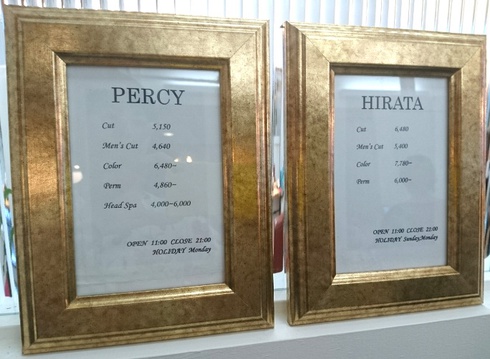 PERCY
Cut 5,150
Men's Cut 4,640
Color 6,480~
Perm 4,860~
Head Spa 4,000~6,000
OPEN 11:00 CLOSE 21:00
HOLIDAY Monday
HIRATA
Cut 6,480
Men's Cut 5,400
Color 7,780~
Perm 6,000~
OPEN 11:00 CLOSE 21:00
HOLIDAY Sunday,Monday